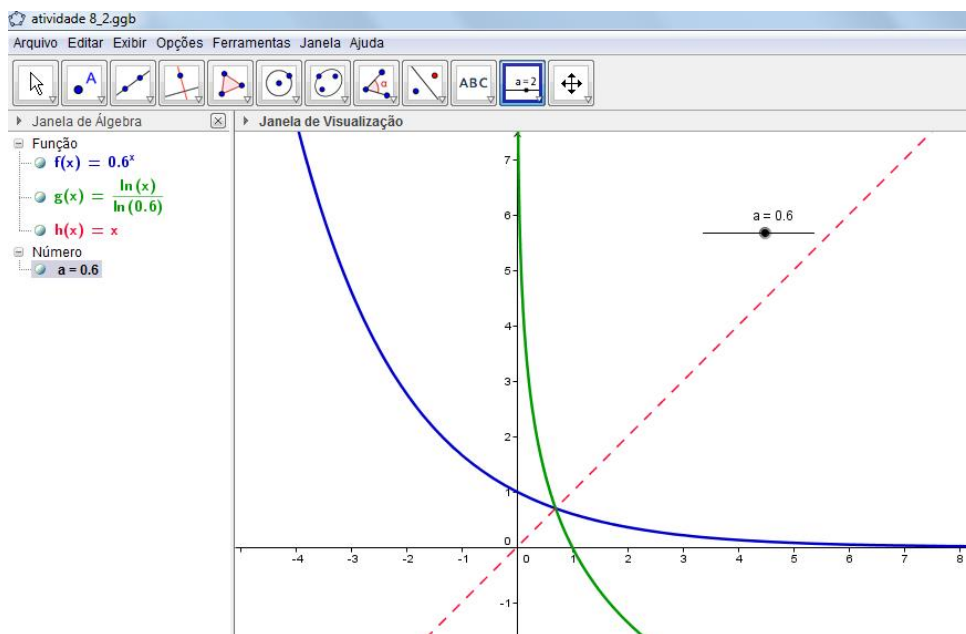 atividade 8_2.ggb
Arquivo Editar Exibir Opções Ferramentas Janela Ajuda
A
α
ABC
a = 2
Janela de Álgebra
Janela de Visualização
Função
f(x) = 0.6ˣ
g(x) = ln(x) / ln(0.6)
h(x) = x
Número
a = 0.6
a = 0.6
7
6
5
4
3
2
1
0
-1
-4 -3 -2 -1 0 1 2 3 4 5 6 7 8